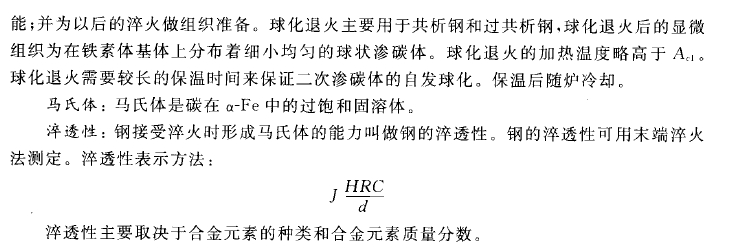 能;并为以后的淬火做组织准备。球化退火主要用于共析钢和过共析钢,球化退火后的显微
组织为在铁素体基体上分布着细小均匀的球状渗碳体。球化退火的加热温度略高于 Ac1。
球化退火需要较长的保温时间来保证二次渗碳体的自发球化。保温后随炉冷却。
马氏体:马氏体是碳在 α-Fe 中的过饱和固溶体。
淬透性:钢接受淬火时形成马氏体的能力叫做钢的淬透性。钢的淬透性可用末端淬火
法测定。淬透性表示方法:
J HRC/d
淬透性主要取决于合金元素的种类和合金元素质量分数。